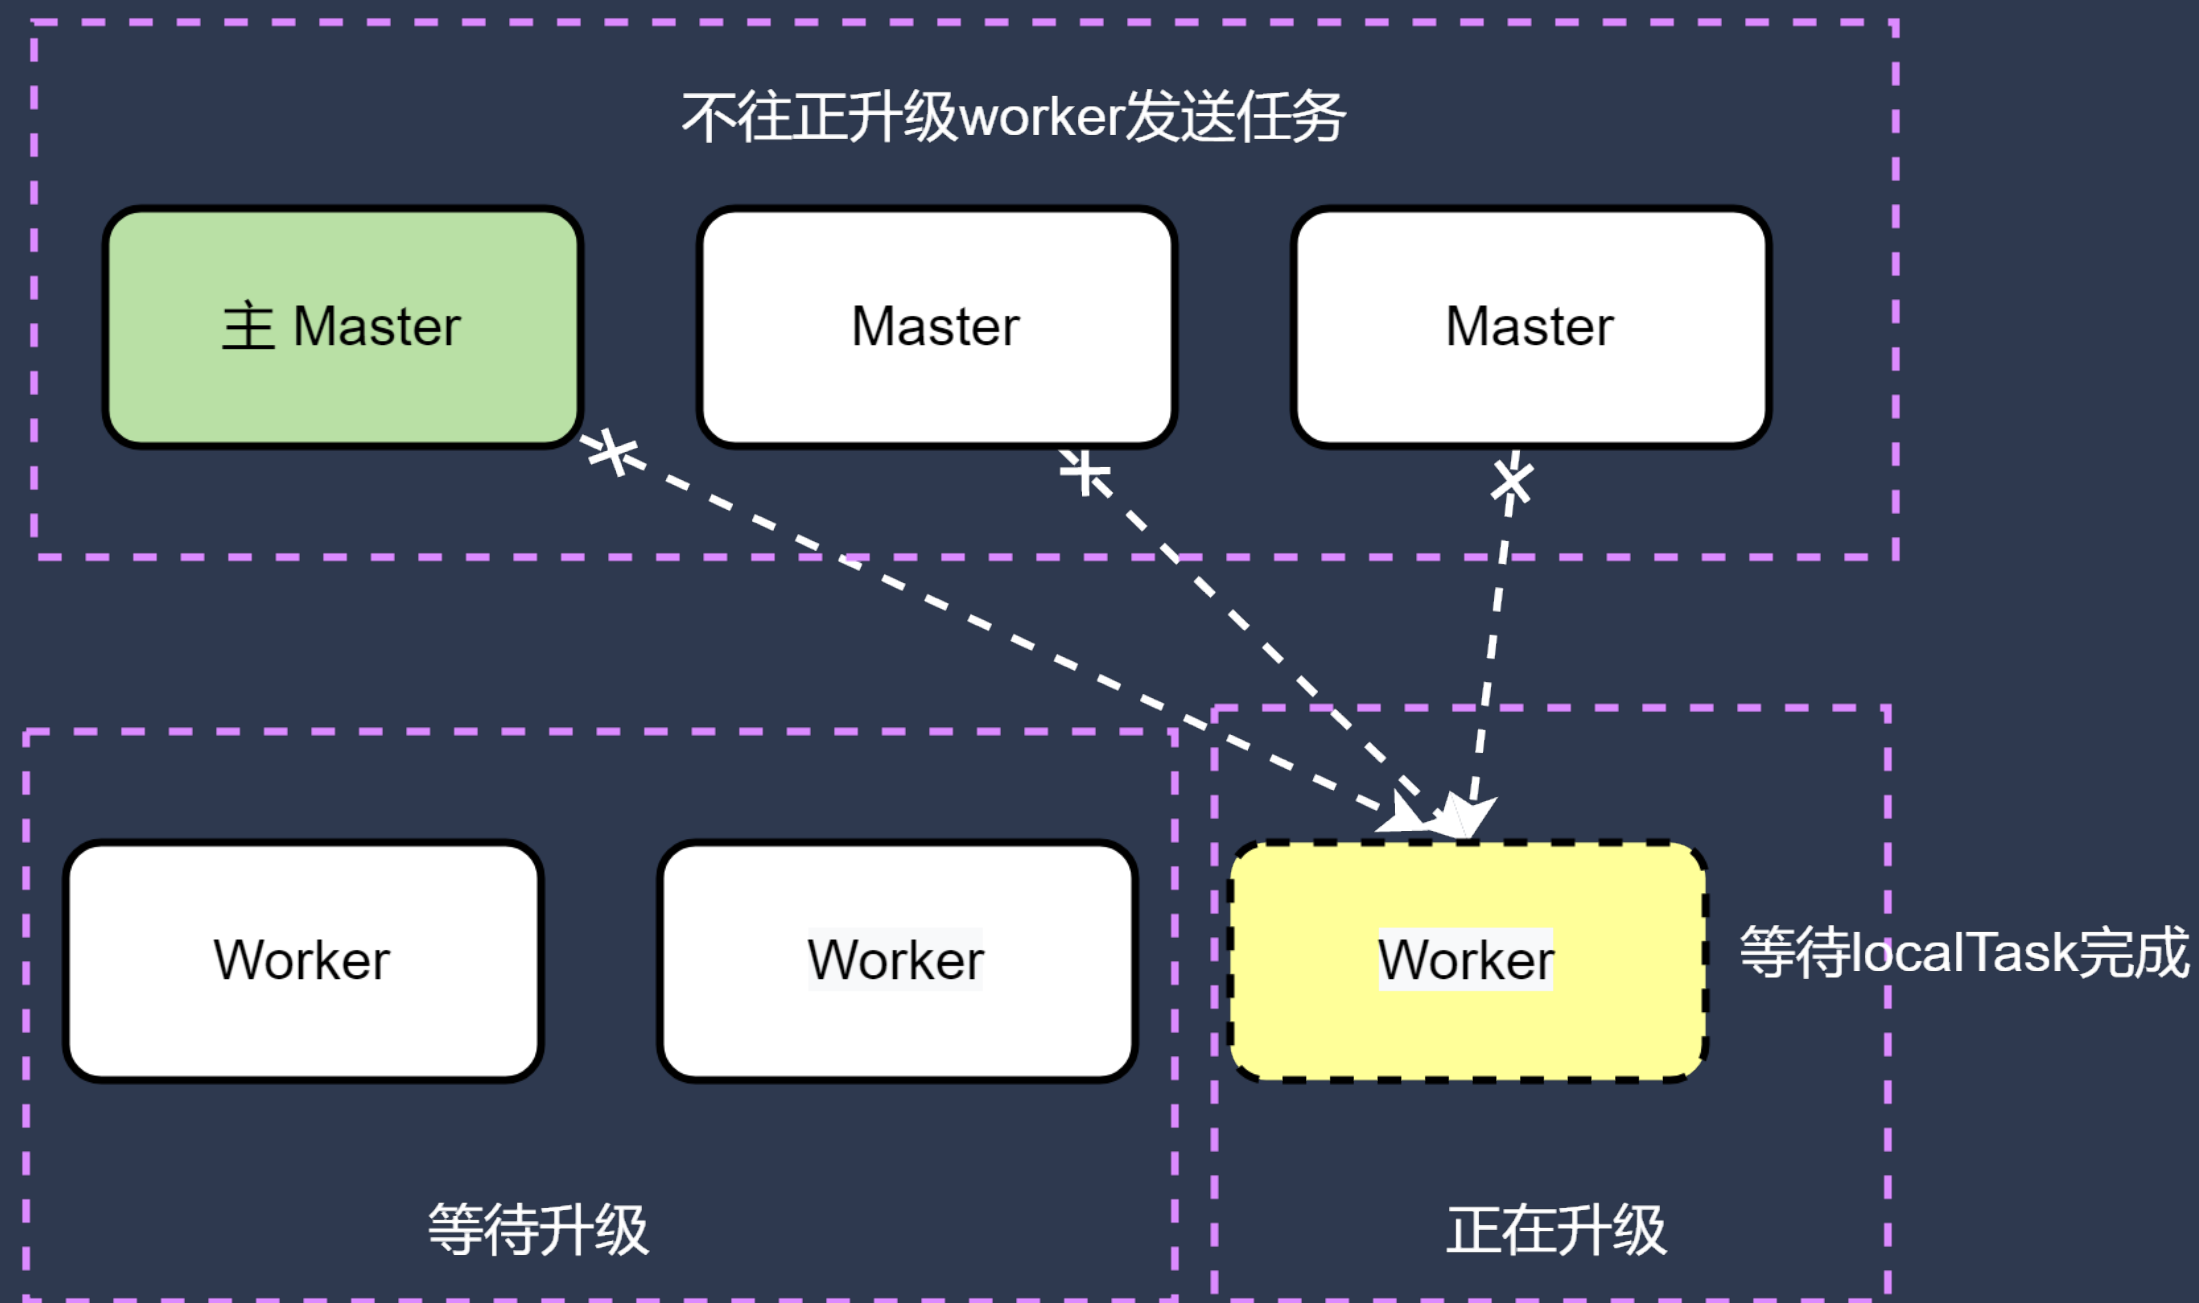 不往正升级worker发送任务
主 Master
Master
Master
Worker
Worker
Worker
等待localTask完成
等待升级
正在升级